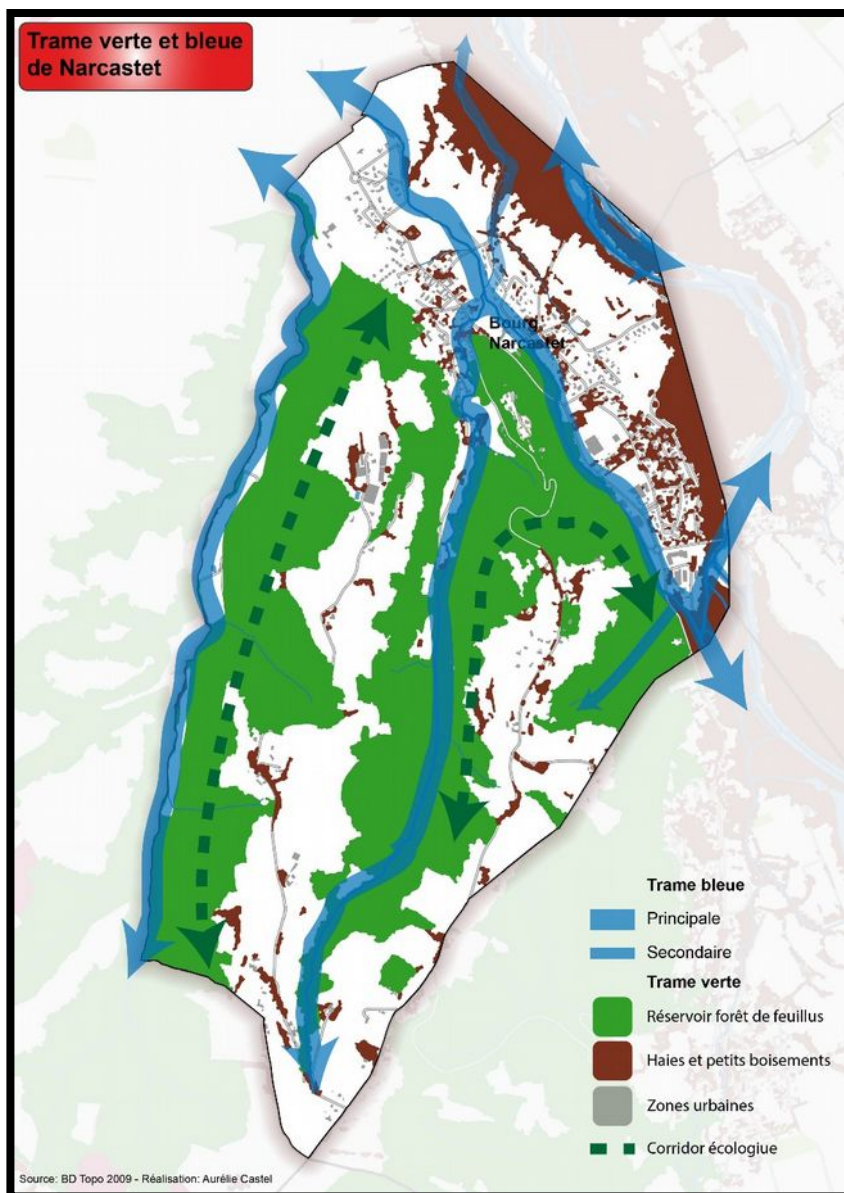 Trame verte et bleue
de Narcastet
Bourd
Narcastet
Trame bleue
Principale
Secondaire
Trame verte
Réservoir forêt de feuillus
Haies et petits boisements
Zones urbaines
Corridor écologiue
Source: BD Topo 2009 - Réalisation: Aurélie Castel